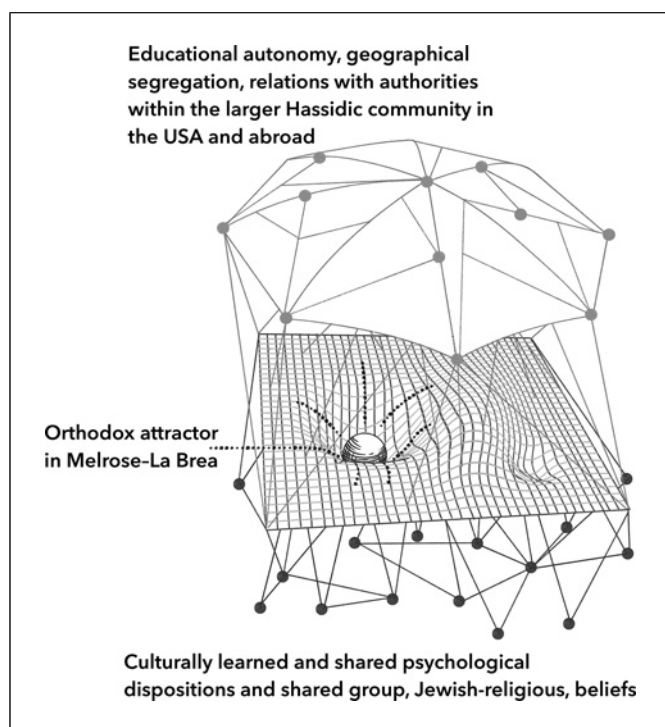 Educational autonomy, geographical
segregation, relations with authorities
within the larger Hassidic community in
the USA and abroad
Orthodox attractor
in Melrose–La Brea
Culturally learned and shared psychological
dispositions and shared group, Jewish-religious, beliefs